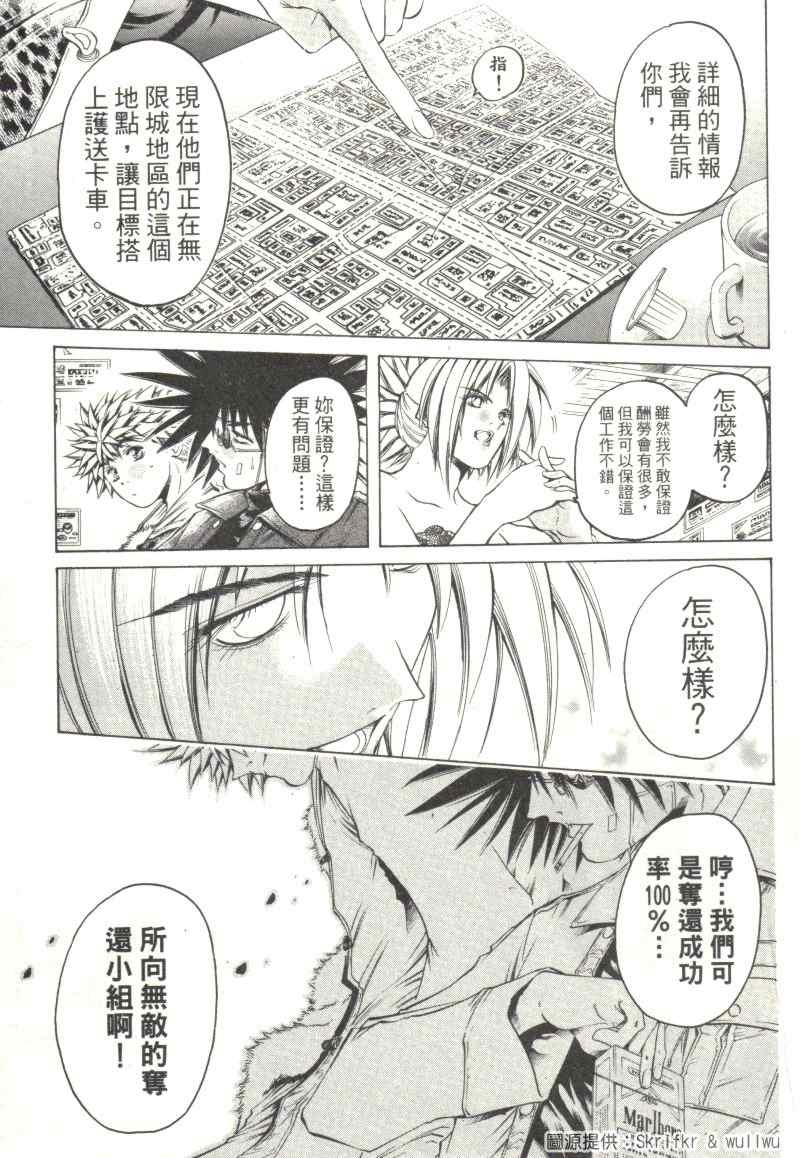 詳細的情報
我會再告訴
你們，
指！
現在他們正在無
限城地區的這個
地點，讓目標搭
上護送卡車。
怎麼樣？
雖然我不敢保證
酬勞會有很多，
但我可以保證這
個工作不錯。
妳保證？這樣
更有問題……
怎麼樣？
哼…我們可
是奪還成功
率100％…
所向無敵的奪
還小組啊！
Marlbo
圖源提供：:Skrlfkr & wullwu